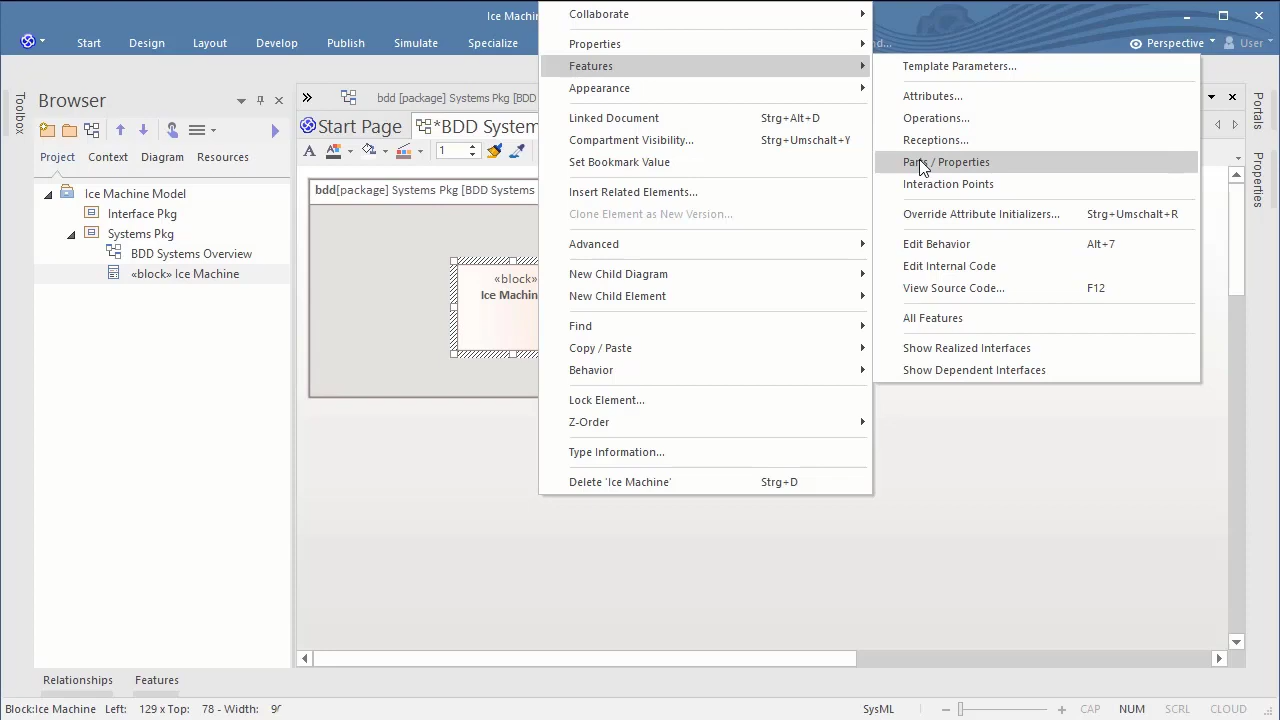 Ice Machin
Start
Design
Layout
Develop
Publish
Simulate
Specialize
nd...
Perspective
User
Toolbox
Browser
Project
Context
Diagram
Resources
Ice Machine Model
Interface Pkg
Systems Pkg
BDD Systems Overview
«block» Ice Machine
bdd [package] Systems Pkg [BDD
Start Page
*BDD System
1
bdd[package] Systems Pkg [BDD Systems
«block»
Ice Machin
Collaborate
Properties
Features
Appearance
Linked Document Strg+Alt+D
Compartment Visibility... Strg+Umschalt+Y
Set Bookmark Value
Insert Related Elements...
Clone Element as New Version...
Advanced
New Child Diagram
New Child Element
Find
Copy / Paste
Behavior
Lock Element...
Z-Order
Type Information...
Delete 'Ice Machine' Strg+D
Template Parameters...
Attributes...
Operations...
Receptions...
Parts / Properties
Interaction Points
Override Attribute Initializers... Strg+Umschalt+R
Edit Behavior Alt+7
Edit Internal Code
View Source Code... F12
All Features
Show Realized Interfaces
Show Dependent Interfaces
Portals
Properties
Relationships
Features
Block:Ice Machine Left: 129 x Top: 78 - Width:
SysML
CAP
NUM
SCRL
CLOUD